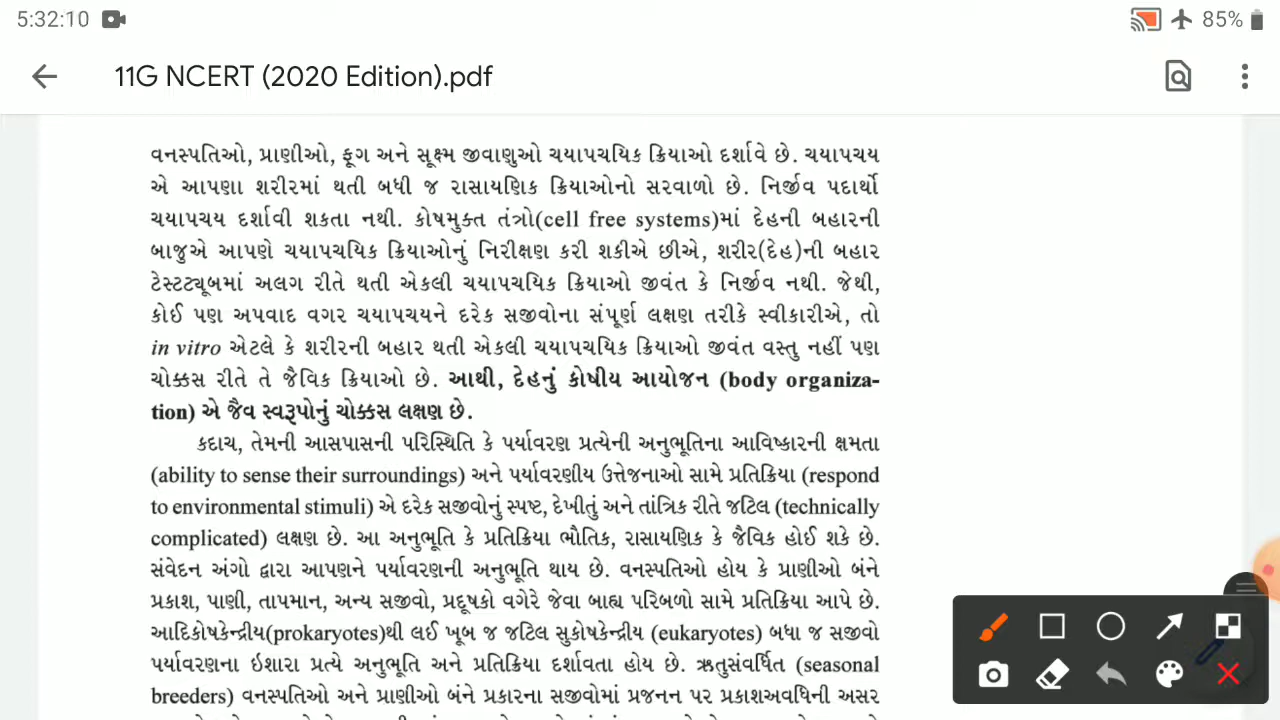 5:32:10
85%
11G NCERT (2020 Edition).pdf
વનસ્પતિઓ, પ્રાણીઓ, ફૂગ અને સૂક્ષ્મ જીવાણુઓ ચયાપચયિક ક્રિયાઓ દર્શાવે છે. ચયાપચય
એ આપણા શરીરમાં થતી બધી જ રાસાયણિક ક્રિયાઓનો સરવાળો છે. નિર્જીવ પદાર્થો
ચયાપચય દર્શાવી શકતા નથી. કોષમુક્ત તંત્રો(cell free systems)માં દેહની બહારની
બાજુએ આપણે ચયાપચયિક ક્રિયાઓનું નિરીક્ષણ કરી શકીએ છીએ, શરીર(દેહ)ની બહાર
ટેસ્ટટ્યૂબમાં અલગ રીતે થતી એકલી ચયાપચયિક ક્રિયાઓ જીવંત કે નિર્જીવ નથી. જેથી,
કોઈ પણ અપવાદ વગર ચયાપચયને દરેક સજીવોના સંપૂર્ણ લક્ષણ તરીકે સ્વીકારીએ, તો
in vitro એટલે કે શરીરની બહાર થતી એકલી ચયાપચયિક ક્રિયાઓ જીવંત વસ્તુ નહીં પણ
ચોક્કસ રીતે તે જૈવિક ક્રિયાઓ છે. આથી, દેહનું કોષીય આયોજન (body organiza-
tion) એ જૈવ સ્વરૂપોનું ચોક્કસ લક્ષણ છે.
કદાચ, તેમની આસપાસની પરિસ્થિતિ કે પર્યાવરણ પ્રત્યેની અનુભૂતિના આવિષ્કારની ક્ષમતા
(ability to sense their surroundings) અને પર્યાવરણીય ઉત્તેજનાઓ સામે પ્રતિક્રિયા (respond
to environmental stimuli) એ દરેક સજીવોનું સ્પષ્ટ, દેખીતું અને તાંત્રિક રીતે જટિલ (technically
complicated) લક્ષણ છે. આ અનુભૂતિ કે પ્રતિક્રિયા ભૌતિક, રાસાયણિક કે જૈવિક હોઈ શકે છે.
સંવેદન અંગો દ્વારા આપણને પર્યાવરણની અનુભૂતિ થાય છે. વનસ્પતિઓ હોય કે પ્રાણીઓ બંને
પ્રકાશ, પાણી, તાપમાન, અન્ય સજીવો, પ્રદૂષકો વગેરે જેવા બાહ્ય પરિબળો સામે પ્રતિક્રિયા આપે છે.
આદિકોષકેન્દ્રીય(prokaryotes)થી લઈ ખૂબ જ જટિલ સુકોષકેન્દ્રીય (eukaryotes) બધા જ સજીવો
પર્યાવરણના ઇશારા પ્રત્યે અનુભૂતિ અને પ્રતિક્રિયા દર્શાવતા હોય છે. ઋતુસંવર્ધિત (seasonal
breeders) વનસ્પતિઓ અને પ્રાણીઓ બંને પ્રકારના સજીવોમાં પ્રજનન પર પ્રકાશઅવધિની અસર